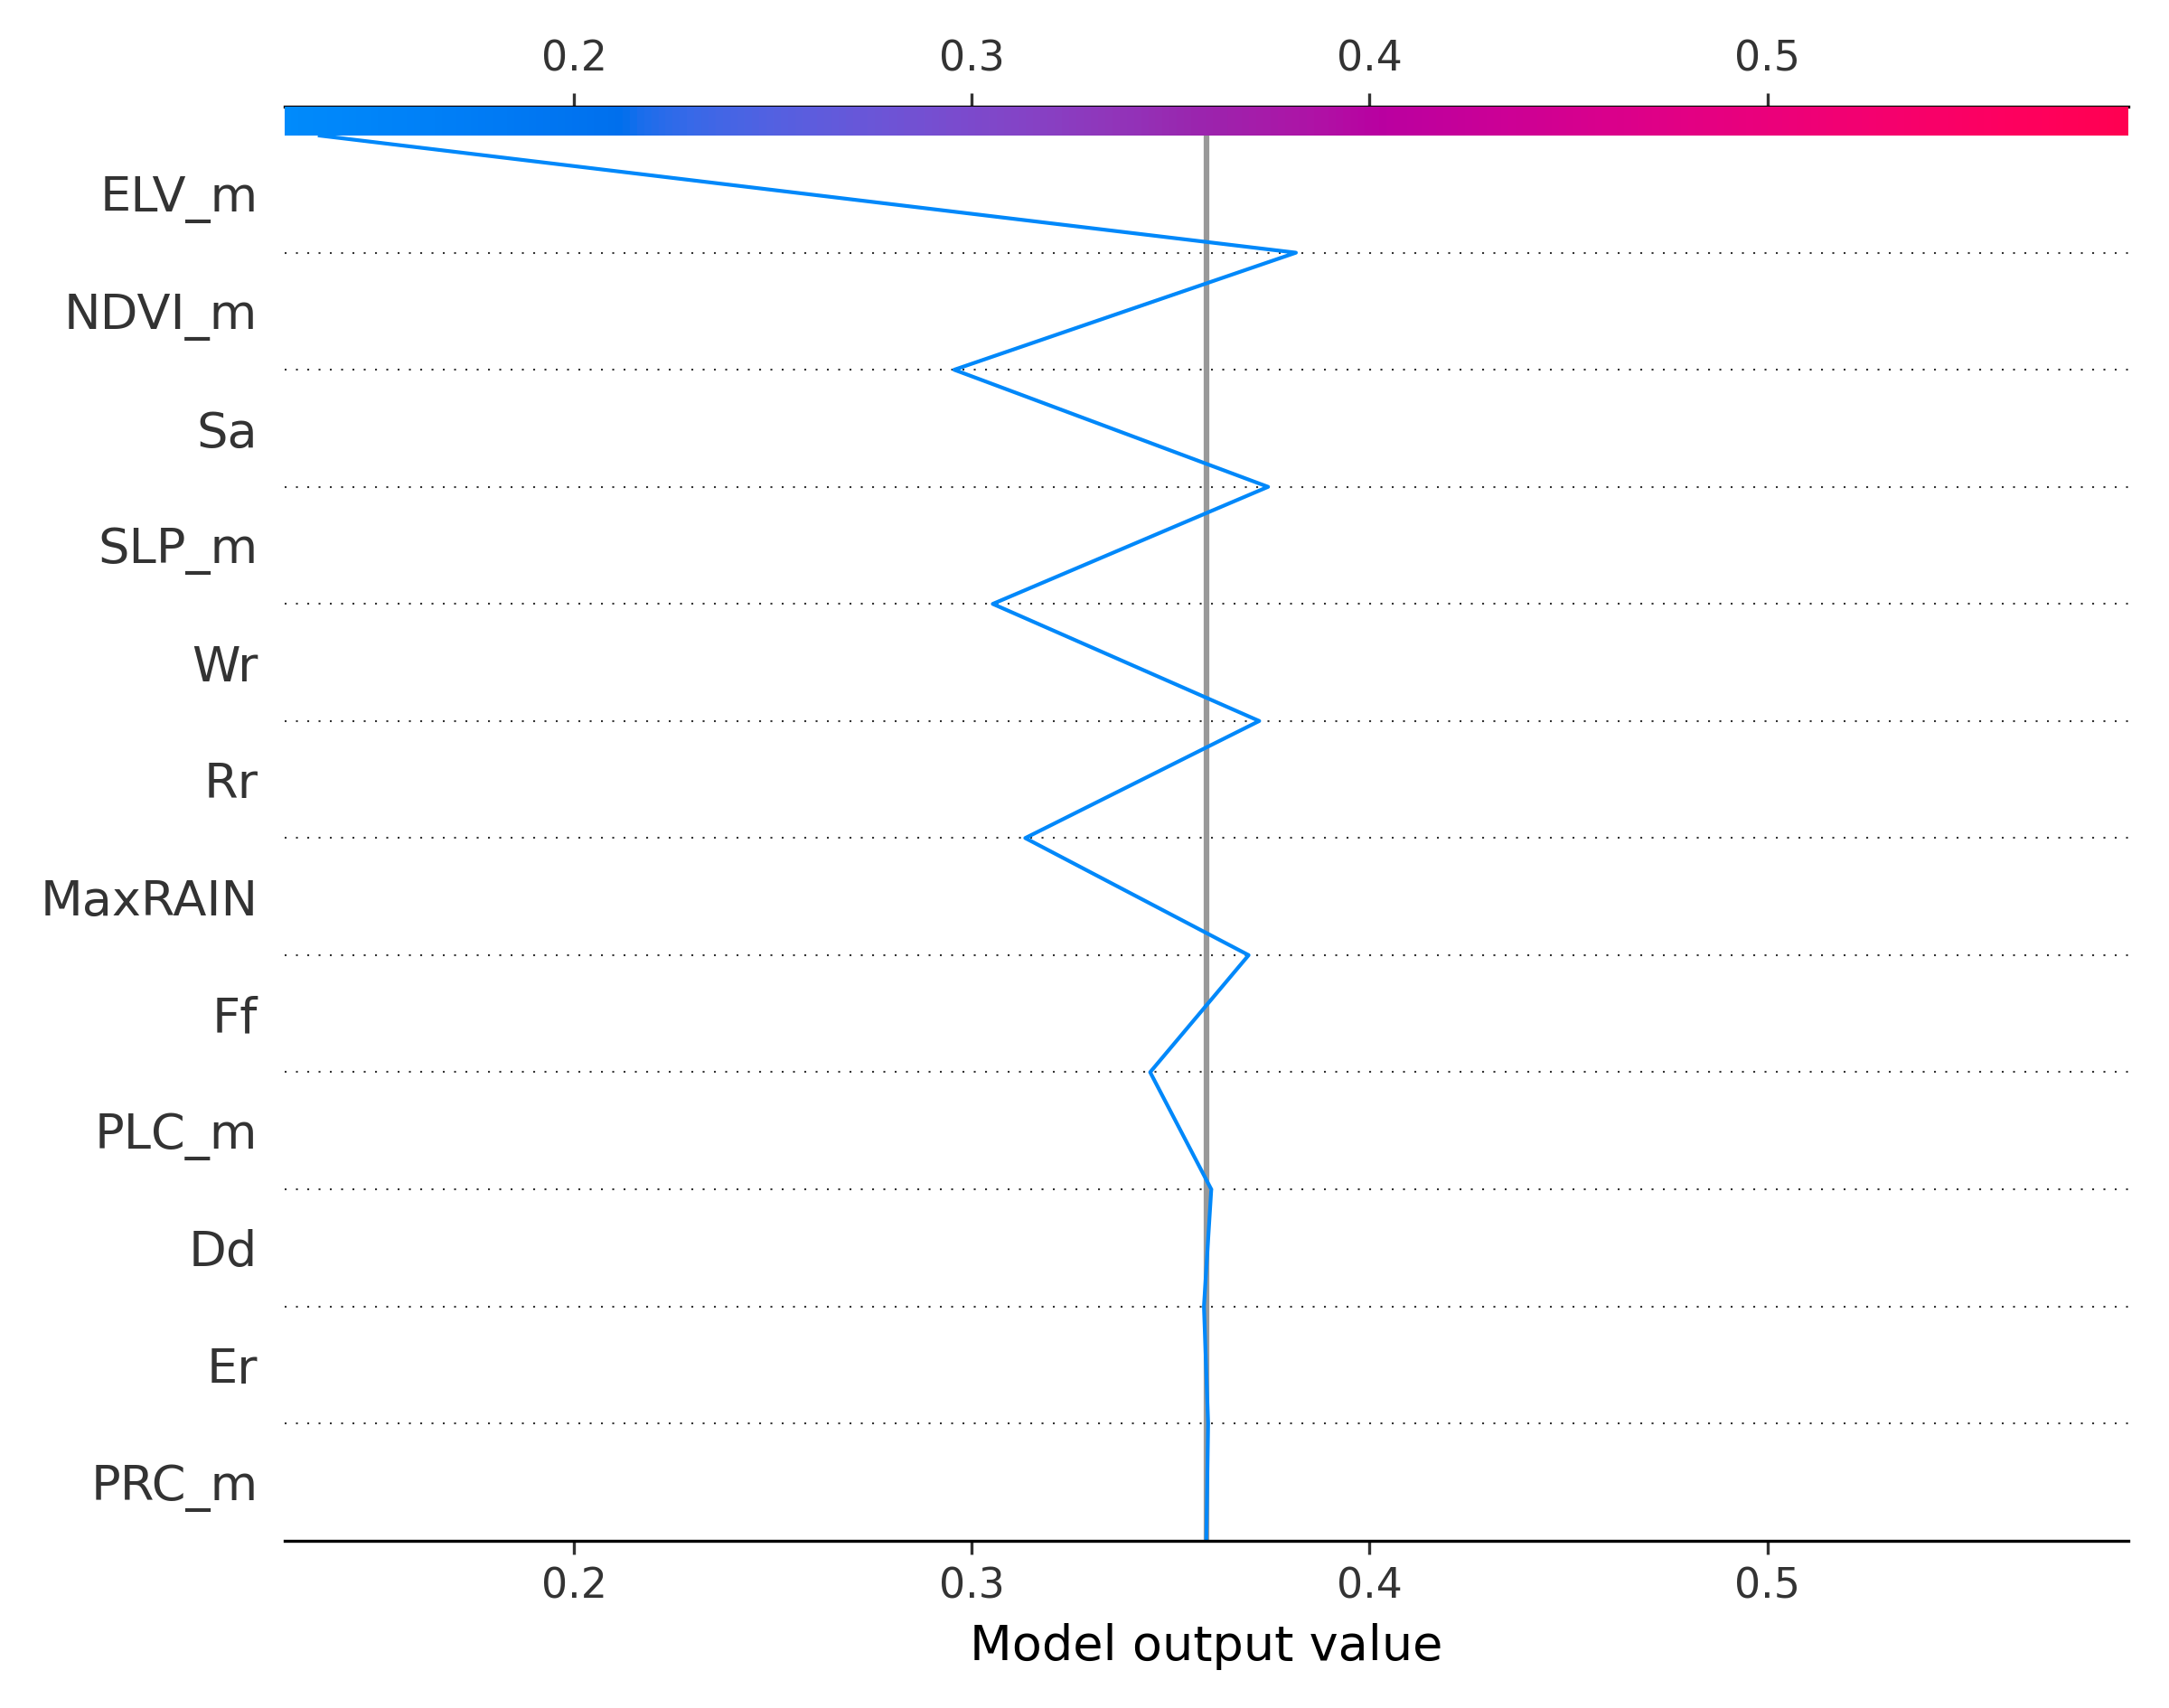 0.2 0.3 0.4 0.5
ELV_m
NDVI_m
Sa
SLP_m
Wr
Rr
MaxRAIN
Ff
PLC_m
Dd
Er
PRC_m
0.2 0.3 0.4 0.5
Model output value